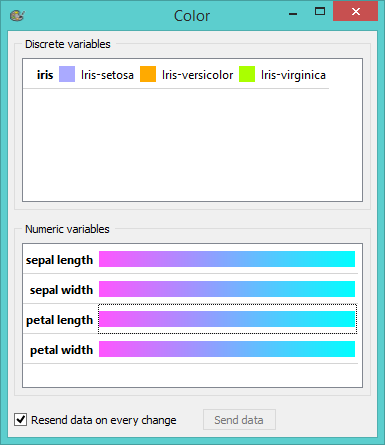 Color
Discrete variables
iris Iris-setosa Iris-versicolor Iris-virginica
Numeric variables
sepal length
sepal width
petal length
petal width
Resend data on every change Send data